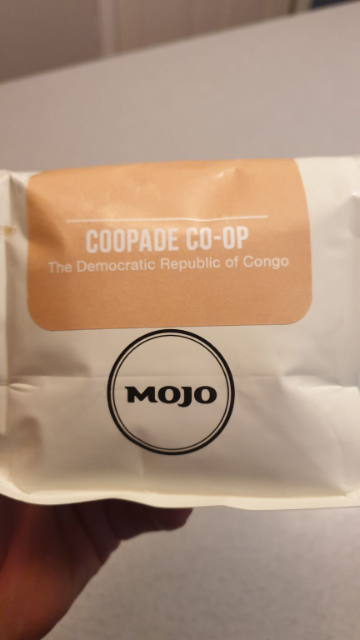 COOPADE CO-OP
The Democratic Republic of Congo
MOJO